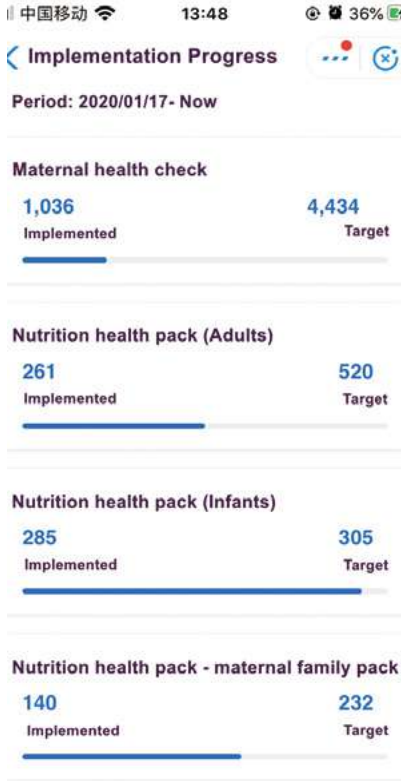 中国移动 13:48 36%
Implementation Progress
Period: 2020/01/17- Now
Maternal health check
1,036 4,434
Implemented Target
Nutrition health pack (Adults)
261 520
Implemented Target
Nutrition health pack (Infants)
285 305
Implemented Target
Nutrition health pack - maternal family pack
140 232
Implemented Target